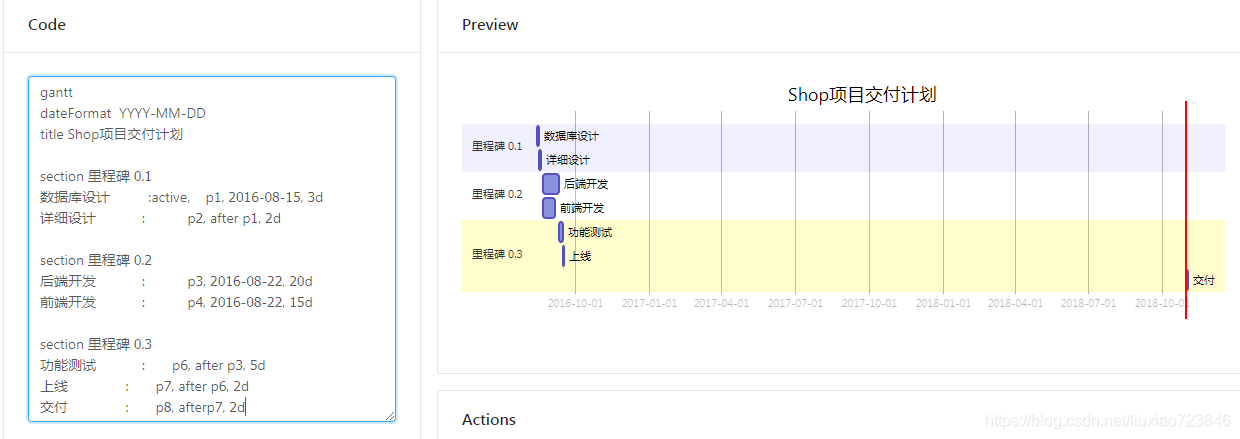 Code
gantt
dateFormat  YYYY-MM-DD
title Shop项目交付计划
section 里程碑 0.1
数据库设计           :active,    p1, 2016-08-15, 3d
详细设计             :            p2, after p1, 2d
section 里程碑 0.2
后端开发             :            p3, 2016-08-22, 20d
前端开发             :            p4, 2016-08-22, 15d
section 里程碑 0.3
功能测试             :        p6, after p3, 5d
上线                :        p7, after p6, 2d
交付                :        p8, afterp7, 2d
Preview
Shop项目交付计划
里程碑 0.1
数据库设计
详细设计
里程碑 0.2
后端开发
前端开发
里程碑 0.3
功能测试
上线
交付
2016-10-01 2017-01-01 2017-04-01 2017-07-01 2017-10-01 2018-01-01 2018-04-01 2018-07-01 2018-10-01
Actions
https://blog.csdn.net/liuxiao723846